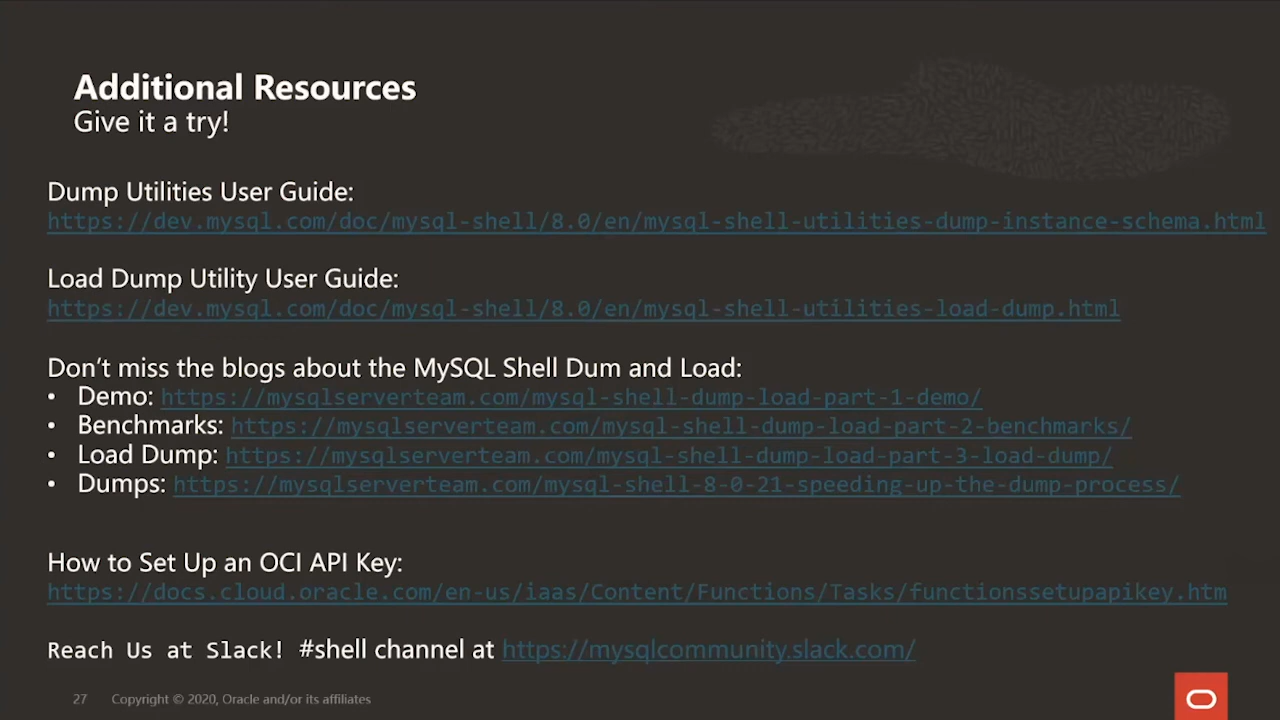 Additional Resources
Give it a try!
Dump Utilities User Guide:
https://dev.mysql.com/doc/mysql-shell/8.0/en/mysql-shell-utilities-dump-instance-schema.html
Load Dump Utility User Guide:
https://dev.mysql.com/doc/mysql-shell/8.0/en/mysql-shell-utilities-load-dump.html
Don’t miss the blogs about the MySQL Shell Dum and Load:
• Demo: https://mysqlserverteam.com/mysql-shell-dump-load-part-1-demo/
• Benchmarks: https://mysqlserverteam.com/mysql-shell-dump-load-part-2-benchmarks/
• Load Dump: https://mysqlserverteam.com/mysql-shell-dump-load-part-3-load-dump/
• Dumps: https://mysqlserverteam.com/mysql-shell-8-0-21-speeding-up-the-dump-process/
How to Set Up an OCI API Key:
https://docs.cloud.oracle.com/en-us/iaas/Content/Functions/Tasks/functionssetupapikey.htm
Reach Us at Slack! #shell channel at https://mysqlcommunity.slack.com/
27 Copyright © 2020, Oracle and/or its affiliates